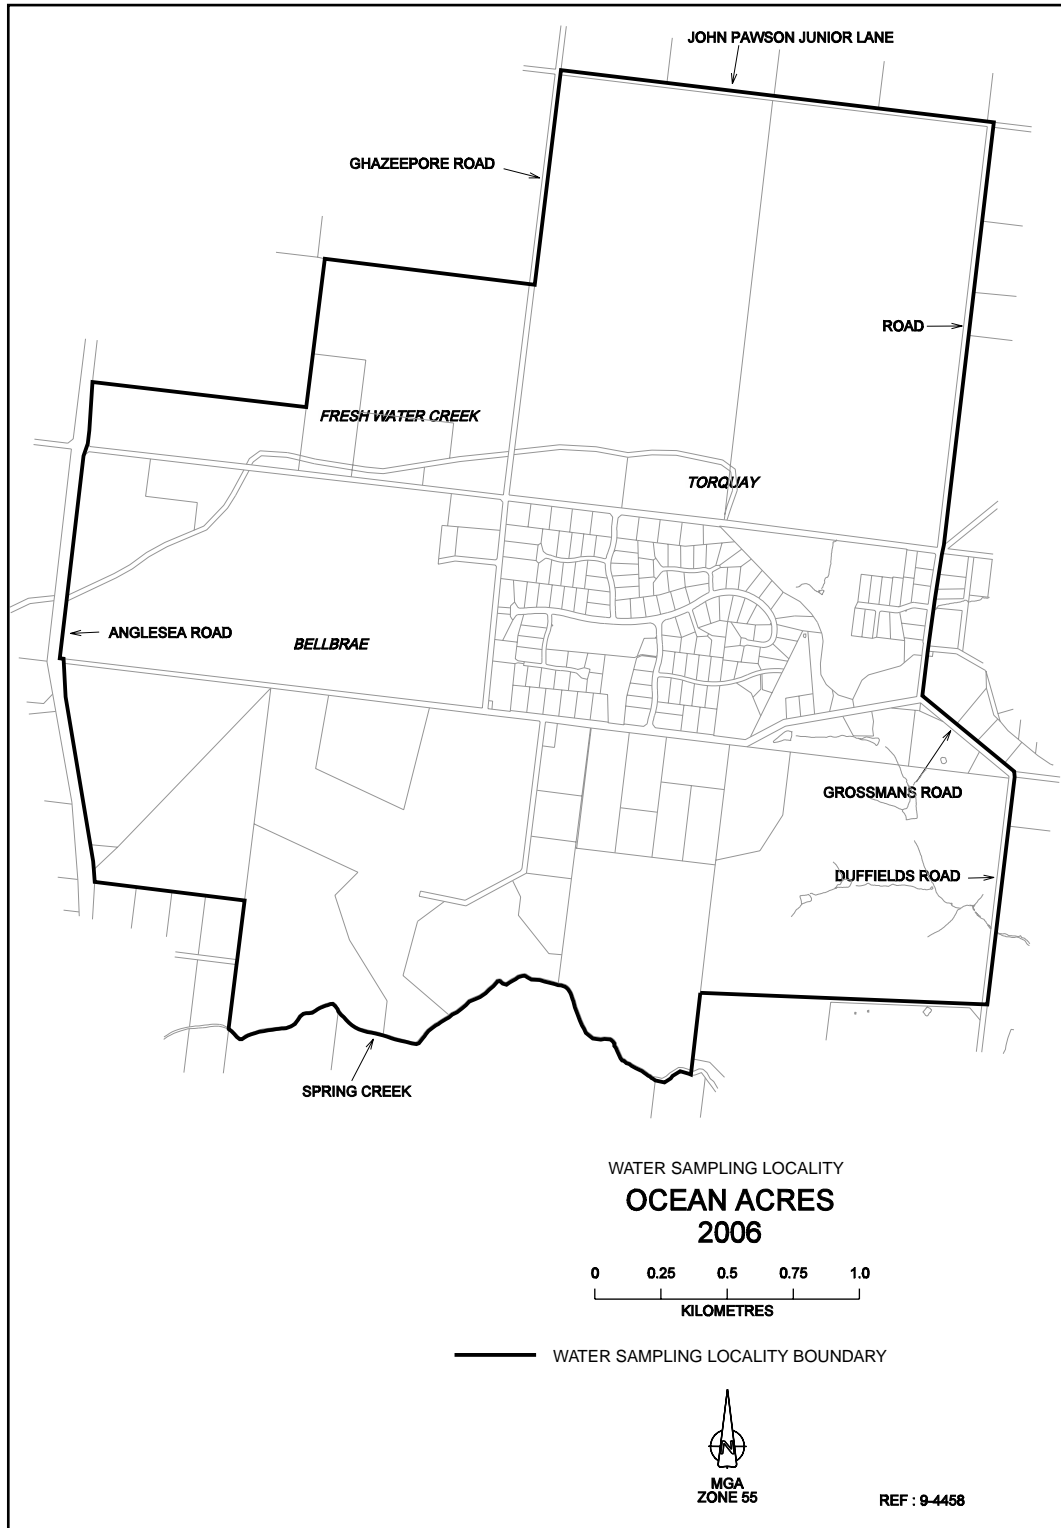 JOHN PAWSON JUNIOR LANE
GHAZEEPORE ROAD
ROAD
FRESH WATER CREEK
TORQUAY
ANGLESEA ROAD
BELLBRAE
GROSSMANS ROAD
DUFFIELDS ROAD
SPRING CREEK
WATER SAMPLING LOCALITY
OCEAN ACRES
2006
0 0.25 0.5 0.75 1.0
KILOMETRES
WATER SAMPLING LOCALITY BOUNDARY
N
MGA
ZONE 55
REF : 9-4458